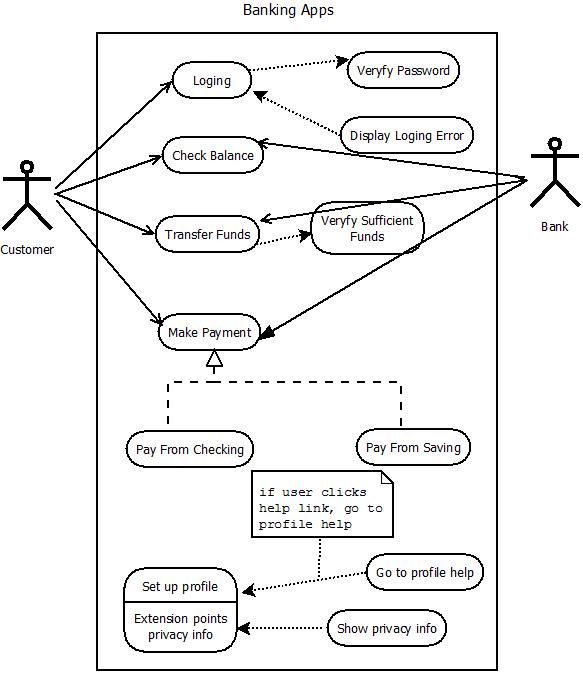 Banking Apps
Loging
Veryfy Password
Display Loging Error
Check Balance
Customer
Bank
Transfer Funds
Veryfy Sufficient
Funds
Make Payment
Pay From Checking
Pay From Saving
if user clicks
help link, go to
profile help
Set up profile
Go to profile help
Extension points
privacy info
Show privacy info